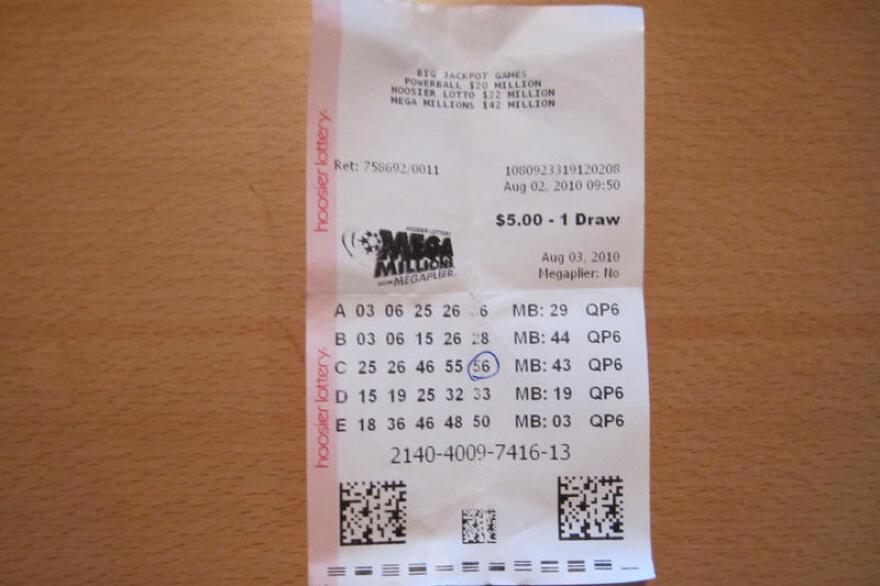 BIG JACKPOT GAMES
POWERBALL $20 MILLION
HOOSIER LOTTO $22 MILLION
MEGA MILLIONS $42 MILLION
hoosier lottery.
Ret: 758692/0011
1080923319120208
Aug 02, 2010 09:50
$5.00 - 1 Draw
HOOSIER LOTTERY
MEGA
MILLIONS
WITH MEGAPLIER.
Aug 03, 2010
Megaplier: No
A 03 06 25 26 MB: 29 QP6
B 03 06 15 26 28 MB: 44 QP6
C 25 26 46 55 56 MB: 43 QP6
D 15 19 25 32 33 MB: 19 QP6
E 18 36 46 48 50 MB: 03 QP6
hoosier lottery.
2140-4009-7416-13